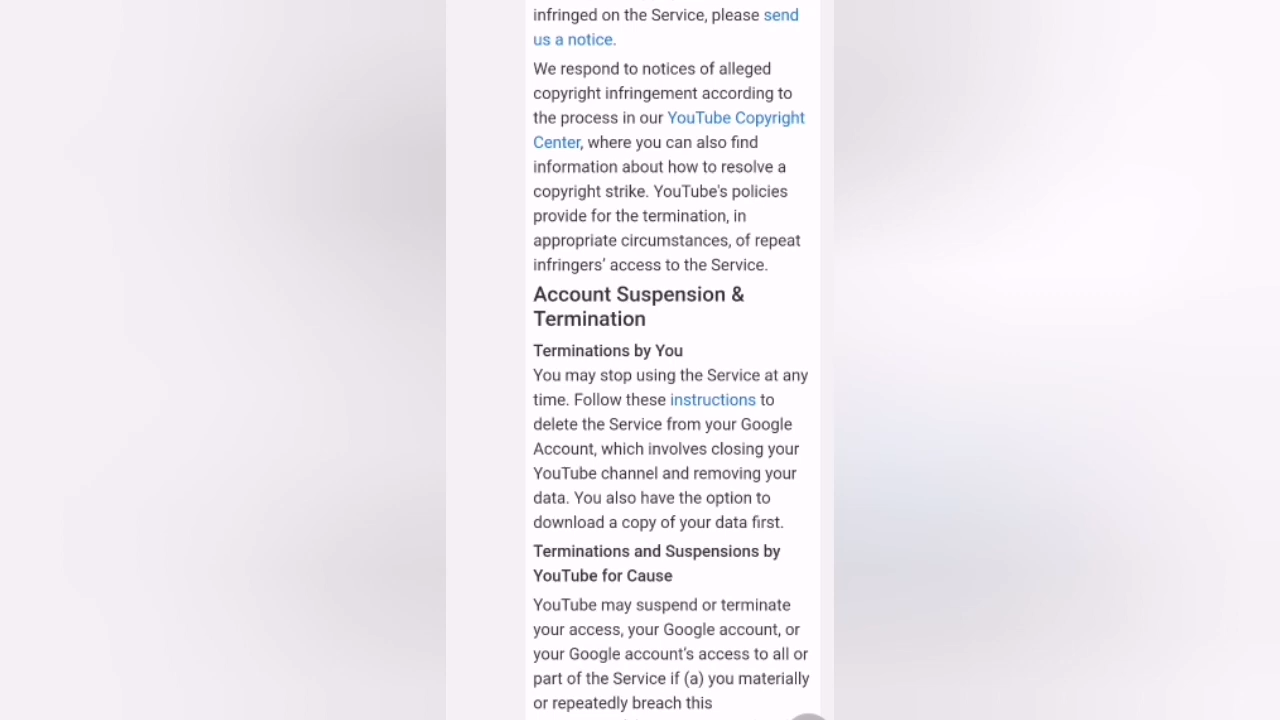 infringed on the Service, please send
us a notice.
We respond to notices of alleged
copyright infringement according to
the process in our YouTube Copyright
Center, where you can also find
information about how to resolve a
copyright strike. YouTube's policies
provide for the termination, in
appropriate circumstances, of repeat
infringers’ access to the Service.
Account Suspension &
Termination
Terminations by You
You may stop using the Service at any
time. Follow these instructions to
delete the Service from your Google
Account, which involves closing your
YouTube channel and removing your
data. You also have the option to
download a copy of your data first.
Terminations and Suspensions by
YouTube for Cause
YouTube may suspend or terminate
your access, your Google account, or
your Google account’s access to all or
part of the Service if (a) you materially
or repeatedly breach this